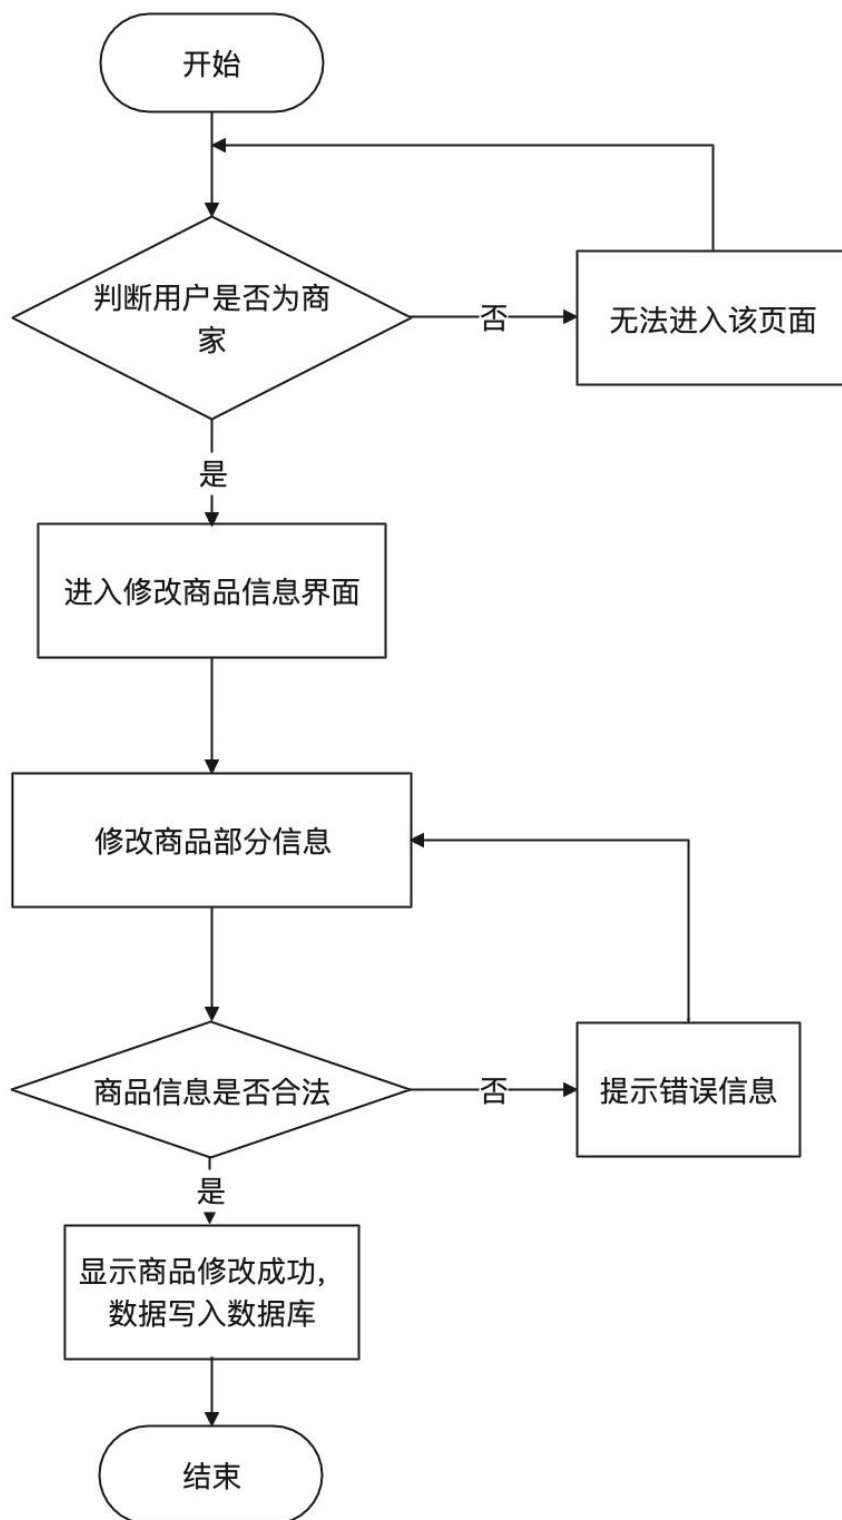 开始
判断用户是否为商
家
否
无法进入该页面
是
进入修改商品信息界面
修改商品部分信息
商品信息是否合法
否
提示错误信息
是
显示商品修改成功，
数据写入数据库
结束